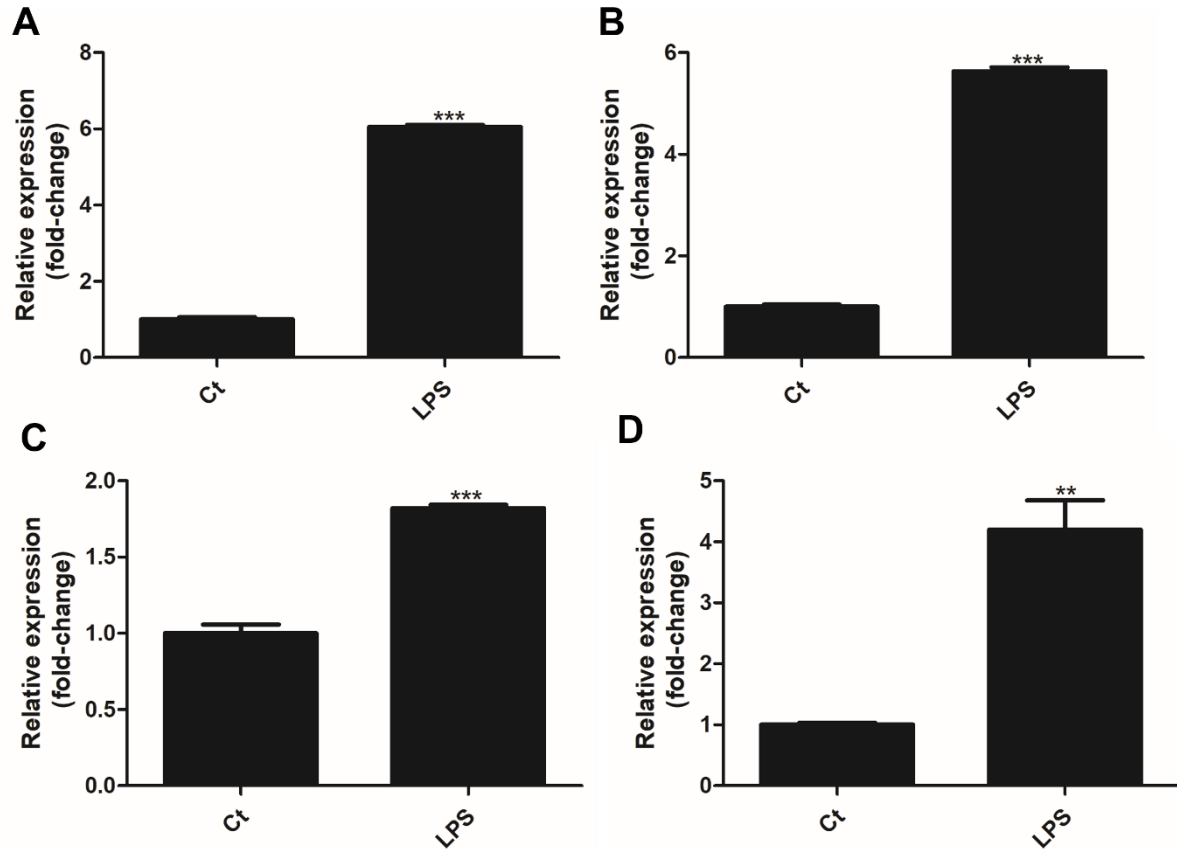 A
Relative expression
(fold-change)
8
6
4
2
0
***
Ct
LPS
B
Relative expression
(fold-change)
6
4
2
0
***
Ct
LPS
C
Relative expression
(fold-change)
2.0
1.5
1.0
0.5
0.0
***
Ct
LPS
D
Relative expression
(fold-change)
5
4
3
2
1
0
**
Ct
LPS